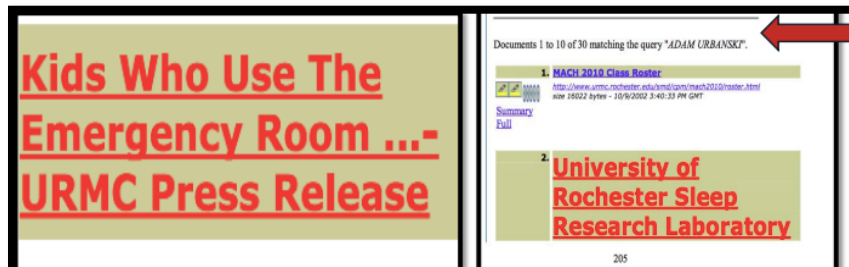 Kids Who Use The
Emergency Room ...-
URMC Press Release
Documents 1 to 10 of 30 matching the query "ADAM URBANSKI".
1. MACH 2010 Class Roster
http://www.urmc.rochester.edu/smd/cpm/mach2010/roster.html
size 16022 bytes - 10/9/2002 3:40:33 PM GMT
Summary
Full
2. University of
Rochester Sleep
Research Laboratory
205